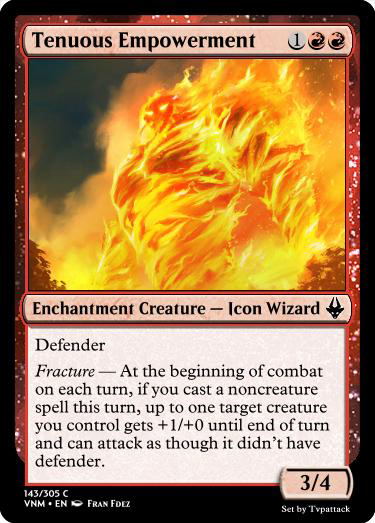 Tenuous Empowerment 1
Enchantment Creature — Icon Wizard
Defender
Fracture — At the beginning of combat
on each turn, if you cast a noncreature
spell this turn, up to one target creature
you control gets +1/+0 until end of turn
and can attack as though it didn't have
defender.
3/4
143/305 C
VNM • EN Fran Fdez
Set by Tvpattack